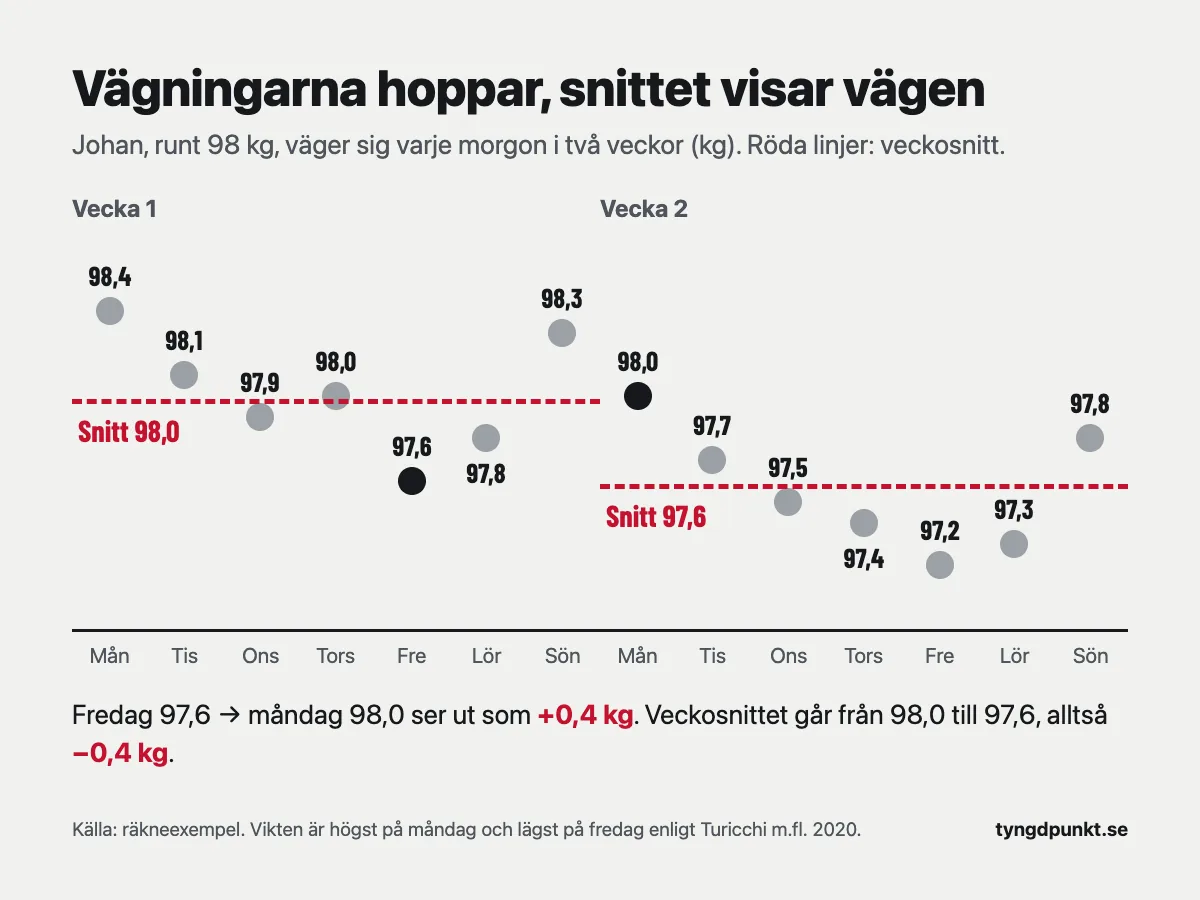 Vägningarna hoppar, snittet visar vägen
Johan, runt 98 kg, väger sig varje morgon i två veckor (kg). Röda linjer: veckosnitt.
Vecka 1
Vecka 2
98,4
98,1
97,9
98,0
97,6
97,8
98,3
Snitt 98,0
98,0
97,7
97,5
97,4
97,2
97,3
97,8
Snitt 97,6
Mån Tis Ons Tors Fre Lör Sön Mån Tis Ons Tors Fre Lör Sön
Fredag 97,6 → måndag 98,0 ser ut som +0,4 kg. Veckosnittet går från 98,0 till 97,6, alltså
−0,4 kg.
Källa: räkneexempel. Vikten är högst på måndag och lägst på fredag enligt Turicchi m.fl. 2020.
tyngdpunkt.se